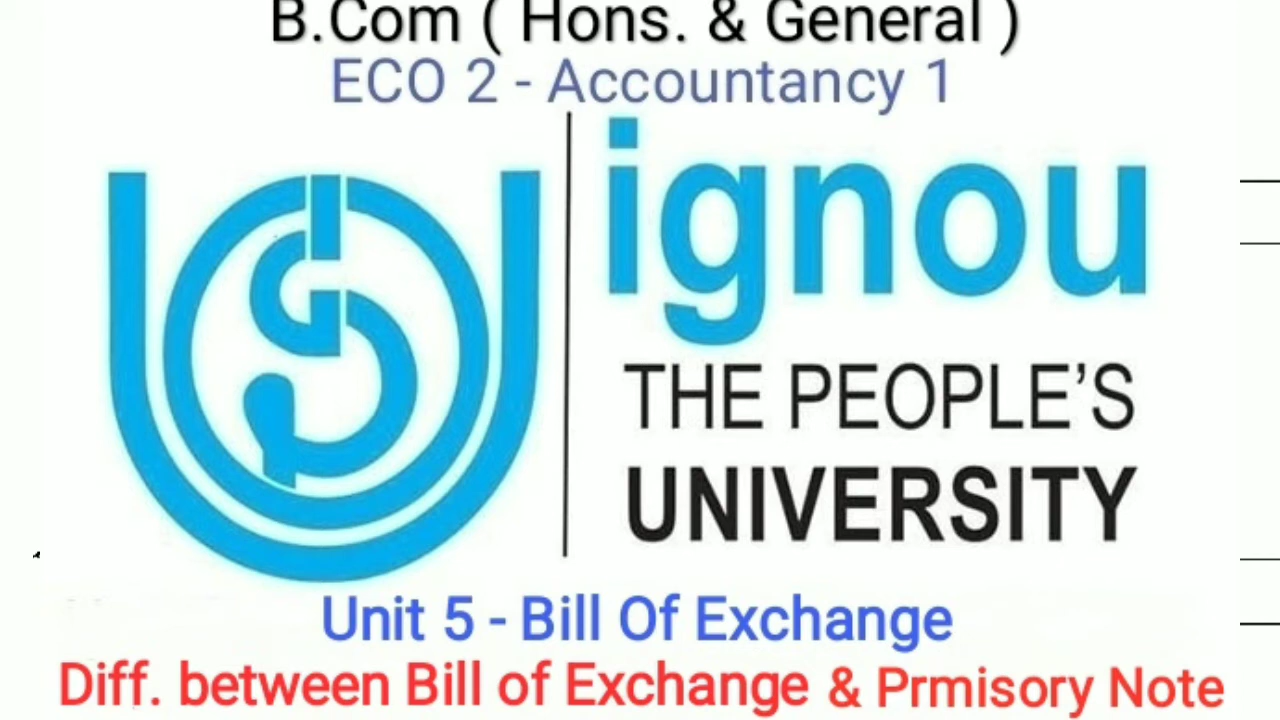 B.Com ( Hons. & General )
ECO 2 - Accountancy 1
ignou
THE PEOPLE'S
UNIVERSITY
Unit 5 - Bill Of Exchange
Diff. between Bill of Exchange & Prmisory Note